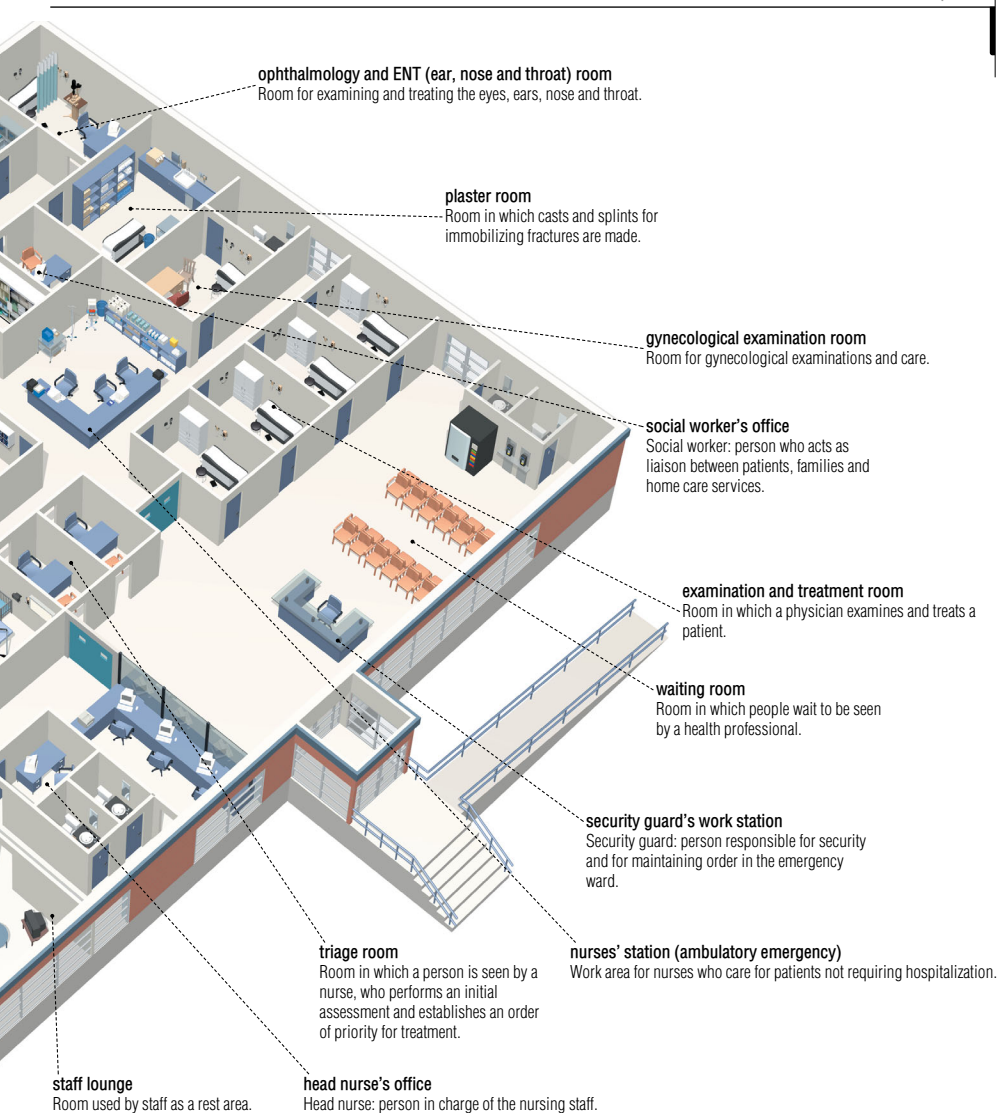 ophthalmology and ENT (ear, nose and throat) room
Room for examining and treating the eyes, ears, nose and throat.
plaster room
Room in which casts and splints for
immobilizing fractures are made.
gynecological examination room
Room for gynecological examinations and care.
social worker’s office
Social worker: person who acts as
liaison between patients, families and
home care services.
examination and treatment room
Room in which a physician examines and treats a
patient.
waiting room
Room in which people wait to be seen
by a health professional.
security guard’s work station
Security guard: person responsible for security
and for maintaining order in the emergency
ward.
nurses’ station (ambulatory emergency)
Work area for nurses who care for patients not requiring hospitalization.
triage room
Room in which a person is seen by a
nurse, who performs an initial
assessment and establishes an order
of priority for treatment.
staff lounge
Room used by staff as a rest area.
head nurse’s office
Head nurse: person in charge of the nursing staff.